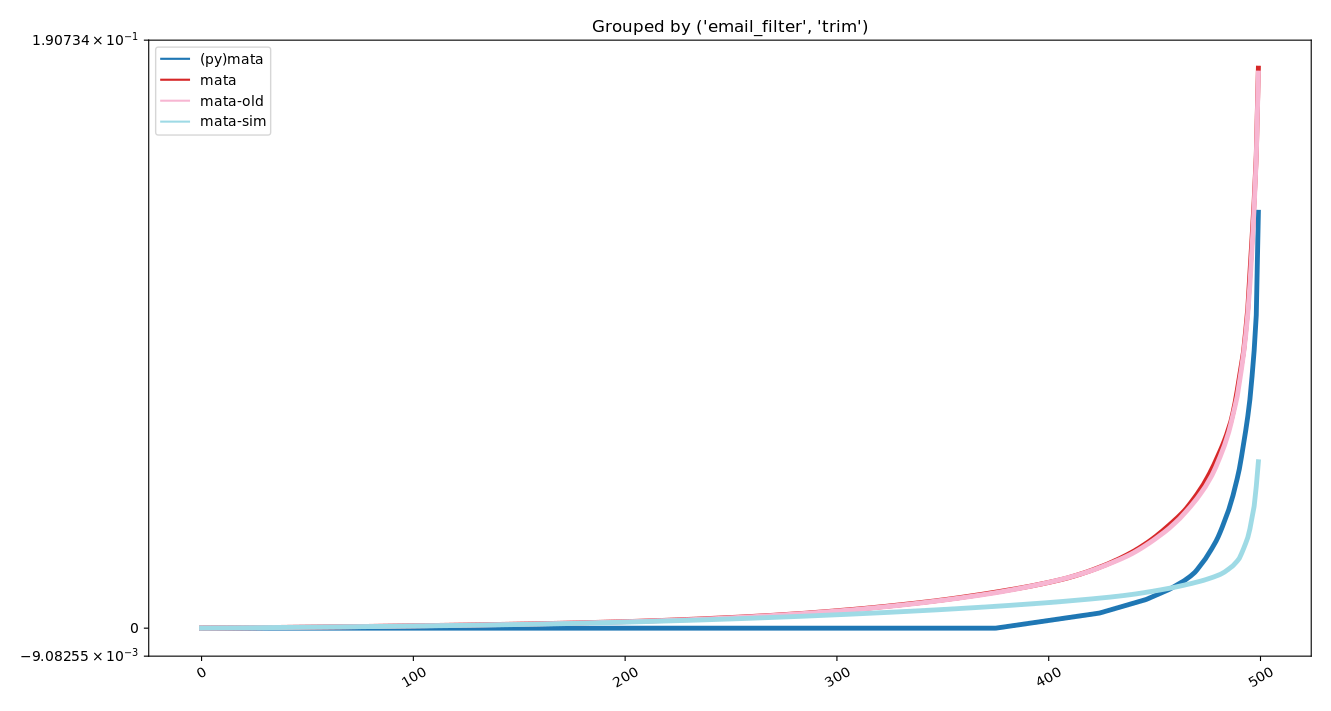 Grouped by ('email_filter', 'trim')
1.90734 × 10⁻¹
(py)mata
mata
mata-old
mata-sim
0
−9.08255 × 10⁻³
0
100
200
300
400
500